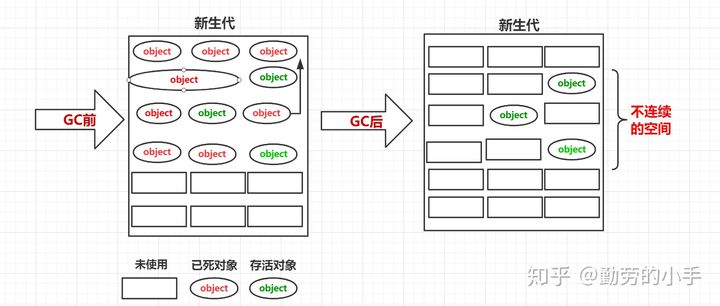 新生代
object object object
object object
object object object
object object object
GC前
GC后
新生代
object
object
object
不连续
的空间
未使用 已死对象 存活对象
object object
知乎 @勤劳的小手